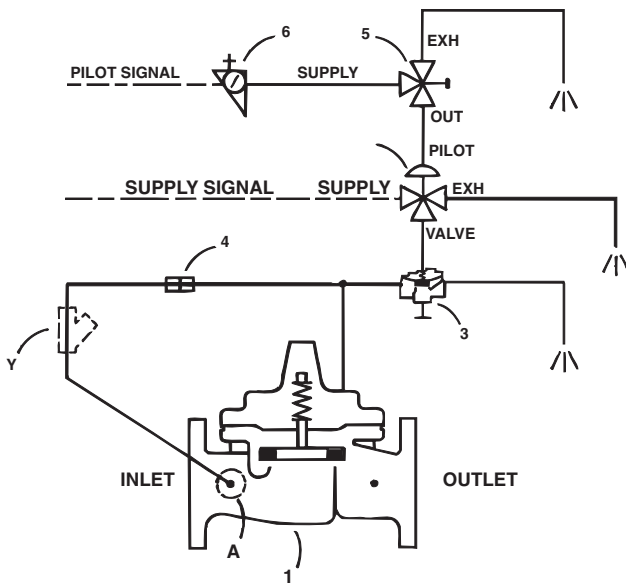 6
5
EXH
PILOT SIGNAL
SUPPLY
OUT
PILOT
SUPPLY SIGNAL
SUPPLY
EXH
VALVE
4
3
Y
INLET
OUTLET
A
1